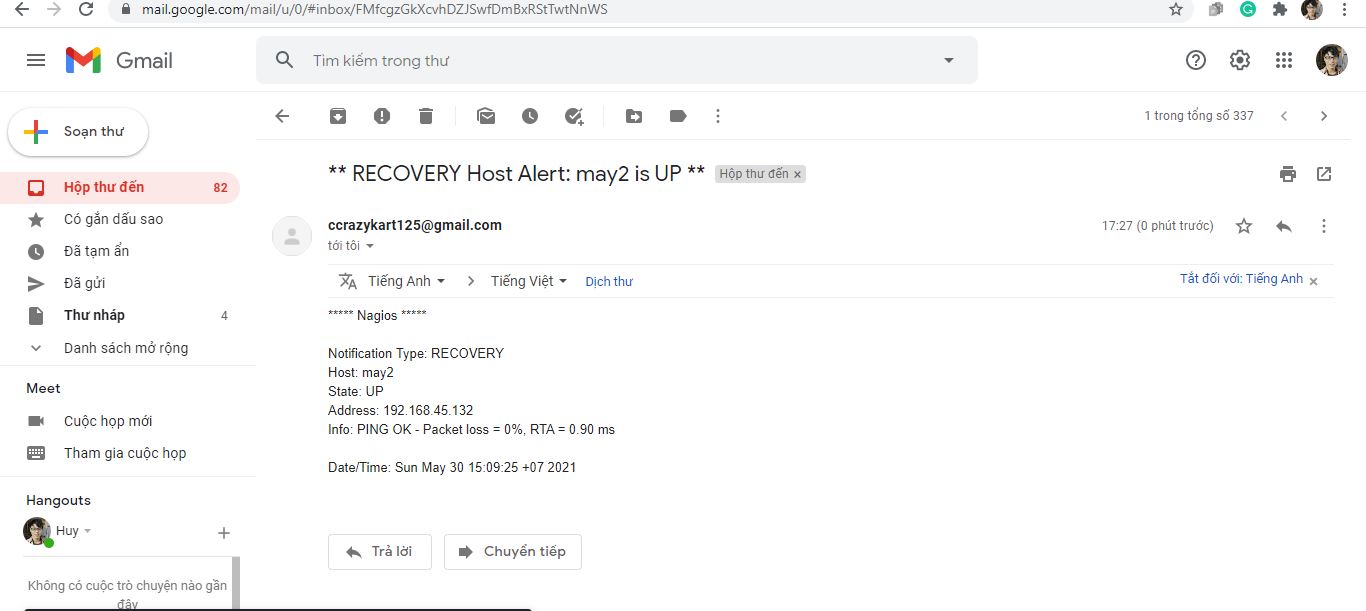 mail.google.com/mail/u/0/#inbox/FMfcgzGkXcvhDZJSwfDmBxRStTwtNnWS
Gmail
Tìm kiếm trong thư
Soạn thư
1 trong tổng số 337
Hộp thư đến 82
Có gắn dấu sao
Đã tạm ẩn
Đã gửi
Thư nháp 4
Danh sách mở rộng
Meet
Cuộc họp mới
Tham gia cuộc họp
Hangouts
Huy
Không có cuộc trò chuyện nào gần
đây
** RECOVERY Host Alert: may2 is UP ** Hộp thư đến x
ccrazykart125@gmail.com 17:27 (0 phút trước)
tới tôi
Tiếng Anh > Tiếng Việt Dịch thư Tắt đối với: Tiếng Anh x
***** Nagios *****
Notification Type: RECOVERY
Host: may2
State: UP
Address: 192.168.45.132
Info: PING OK - Packet loss = 0%, RTA = 0.90 ms
Date/Time: Sun May 30 15:09:25 +07 2021
Trả lời Chuyển tiếp